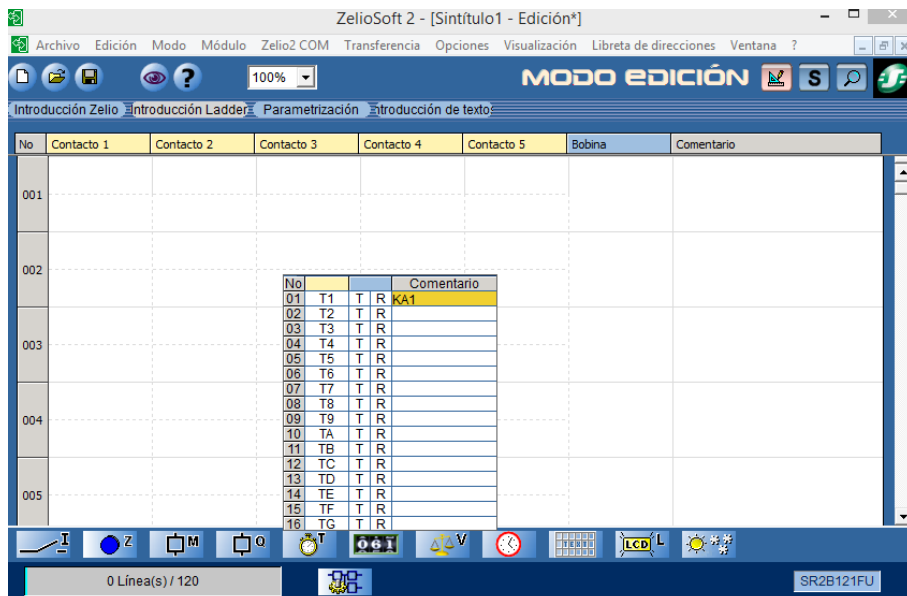 ZelioSoft 2 - [Sintítulo1 - Edición*]
Archivo Edición Modo Módulo Zelio2 COM Transferencia Opciones Visualización Libreta de direcciones Ventana ?
100% MODO EDICIÓN S
Introducción Zelio Introducción Ladder Parametrización Introducción de textos
No Contacto 1 Contacto 2 Contacto 3 Contacto 4 Contacto 5 Bobina Comentario
001
002
No Comentario
01 T1 T R KA1
02 T2 T R
03 T3 T R
003
04 T4 T R
05 T5 T R
06 T6 T R
07 T7 T R
08 T8 T R
004
09 T9 T R
10 TA T R
11 TB T R
12 TC T R
13 TD T R
005
14 TE T R
15 TF T R
16 TG T R
I Z M Q T 061 V TEXT LCD L
0 Línea(s) / 120 SR2B121FU